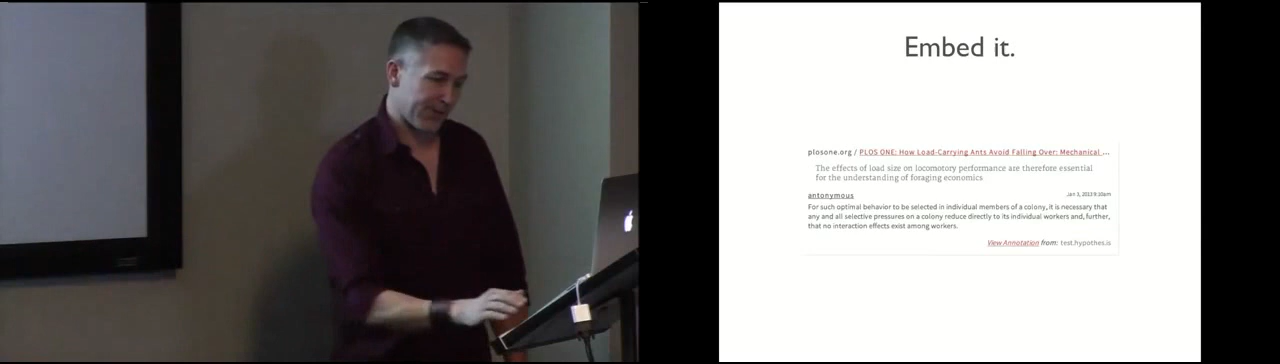 Embed it.
plosone.org / PLOS ONE: How Load-Carrying Ants Avoid Falling Over: Mechanical ...
The effects of load size on locomotory performance are therefore essential
for the understanding of foraging economics
antonymous
Jan 3, 2013 9:10am
For such optimal behavior to be selected in individual members of a colony, it is necessary that
any and all selective pressures on a colony reduce directly to its individual workers and, further,
that no interaction effects exist among workers.
View Annotation from: test.hypothes.is